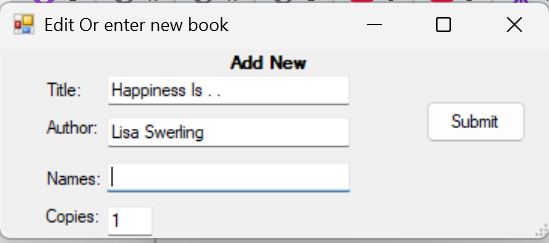 Edit Or enter new book
Add New
Title: Happiness Is . .
Author: Lisa Swerling
Submit
Names:
Copies: 1